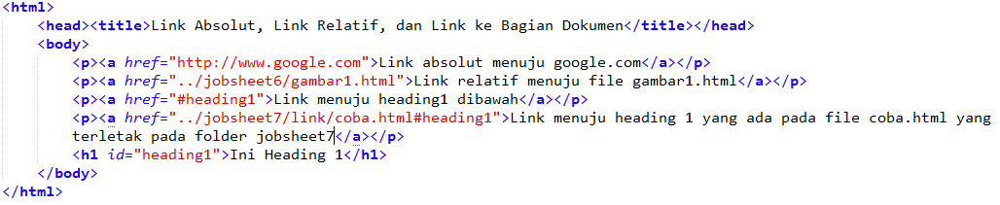 <html>
<head><title>Link Absolut, Link Relatif, dan Link ke Bagian Dokumen</title></head>
<body>
<p><a href="http://www.google.com">Link absolut menuju google.com</a></p>
<p><a href="../jobsheet6/gambar1.html">Link relatif menuju file gambar1.html</a></p>
<p><a href="#heading1">Link menuju heading1 dibawah</a></p>
<p><a href="../jobsheet7/link/coba.html#heading1">Link menuju heading 1 yang ada pada file coba.html yang
terletak pada folder jobsheet7</a></p>
<h1 id="heading1">Ini Heading 1</h1>
</body>
</html>